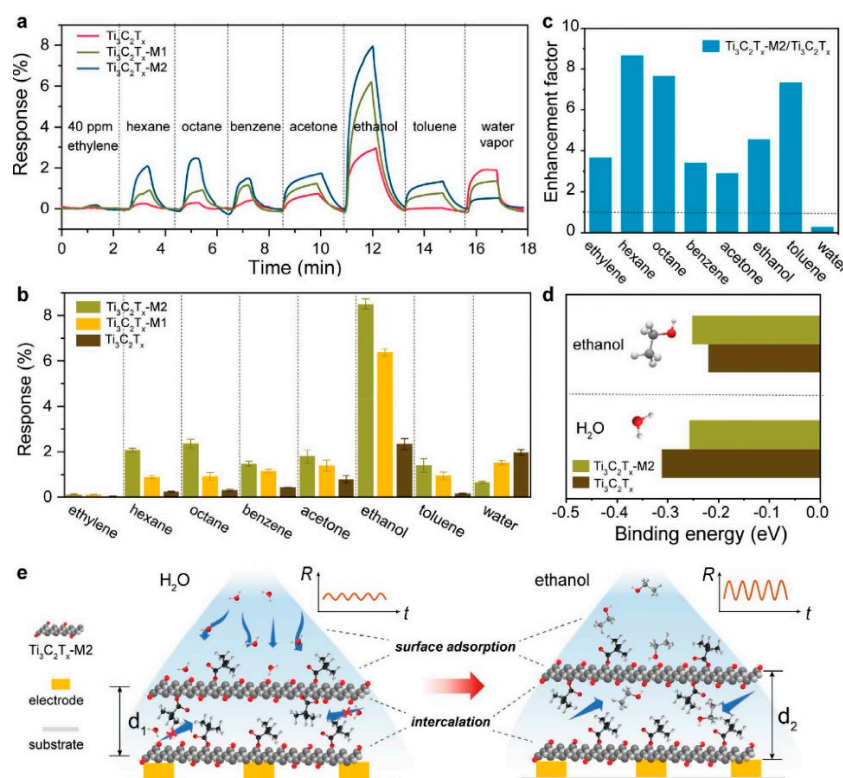 a
Response (%)
8
6
4
2
0
Ti₃C₂Tₓ
Ti₃C₂Tₓ-M1
Ti₃C₂Tₓ-M2
40 ppm
ethylene
hexane
octane
benzene
acetone
ethanol
toluene
water
vapor
0 2 4 6 8 10 12 14 16 18
Time (min)
b
Response (%)
8
6
4
2
0
Ti₃C₂Tₓ-M2
Ti₃C₂Tₓ-M1
Ti₃C₂Tₓ
ethylene
hexane
octane
benzene
acetone
ethanol
toluene
water
c
Enhancement factor
10
8
6
4
2
0
Ti₃C₂Tₓ-M2/Ti₃C₂Tₓ
ethylene
hexane
octane
benzene
acetone
ethanol
toluene
water
d
ethanol
H₂O
Ti₃C₂Tₓ-M2
Ti₃C₂Tₓ
-0.5 -0.4 -0.3 -0.2 -0.1 0.0
Binding energy (eV)
e
Ti₃C₂Tₓ-M2
electrode
substrate
H₂O
R
t
d₁
surface adsorption
intercalation
ethanol
R
t
d₂